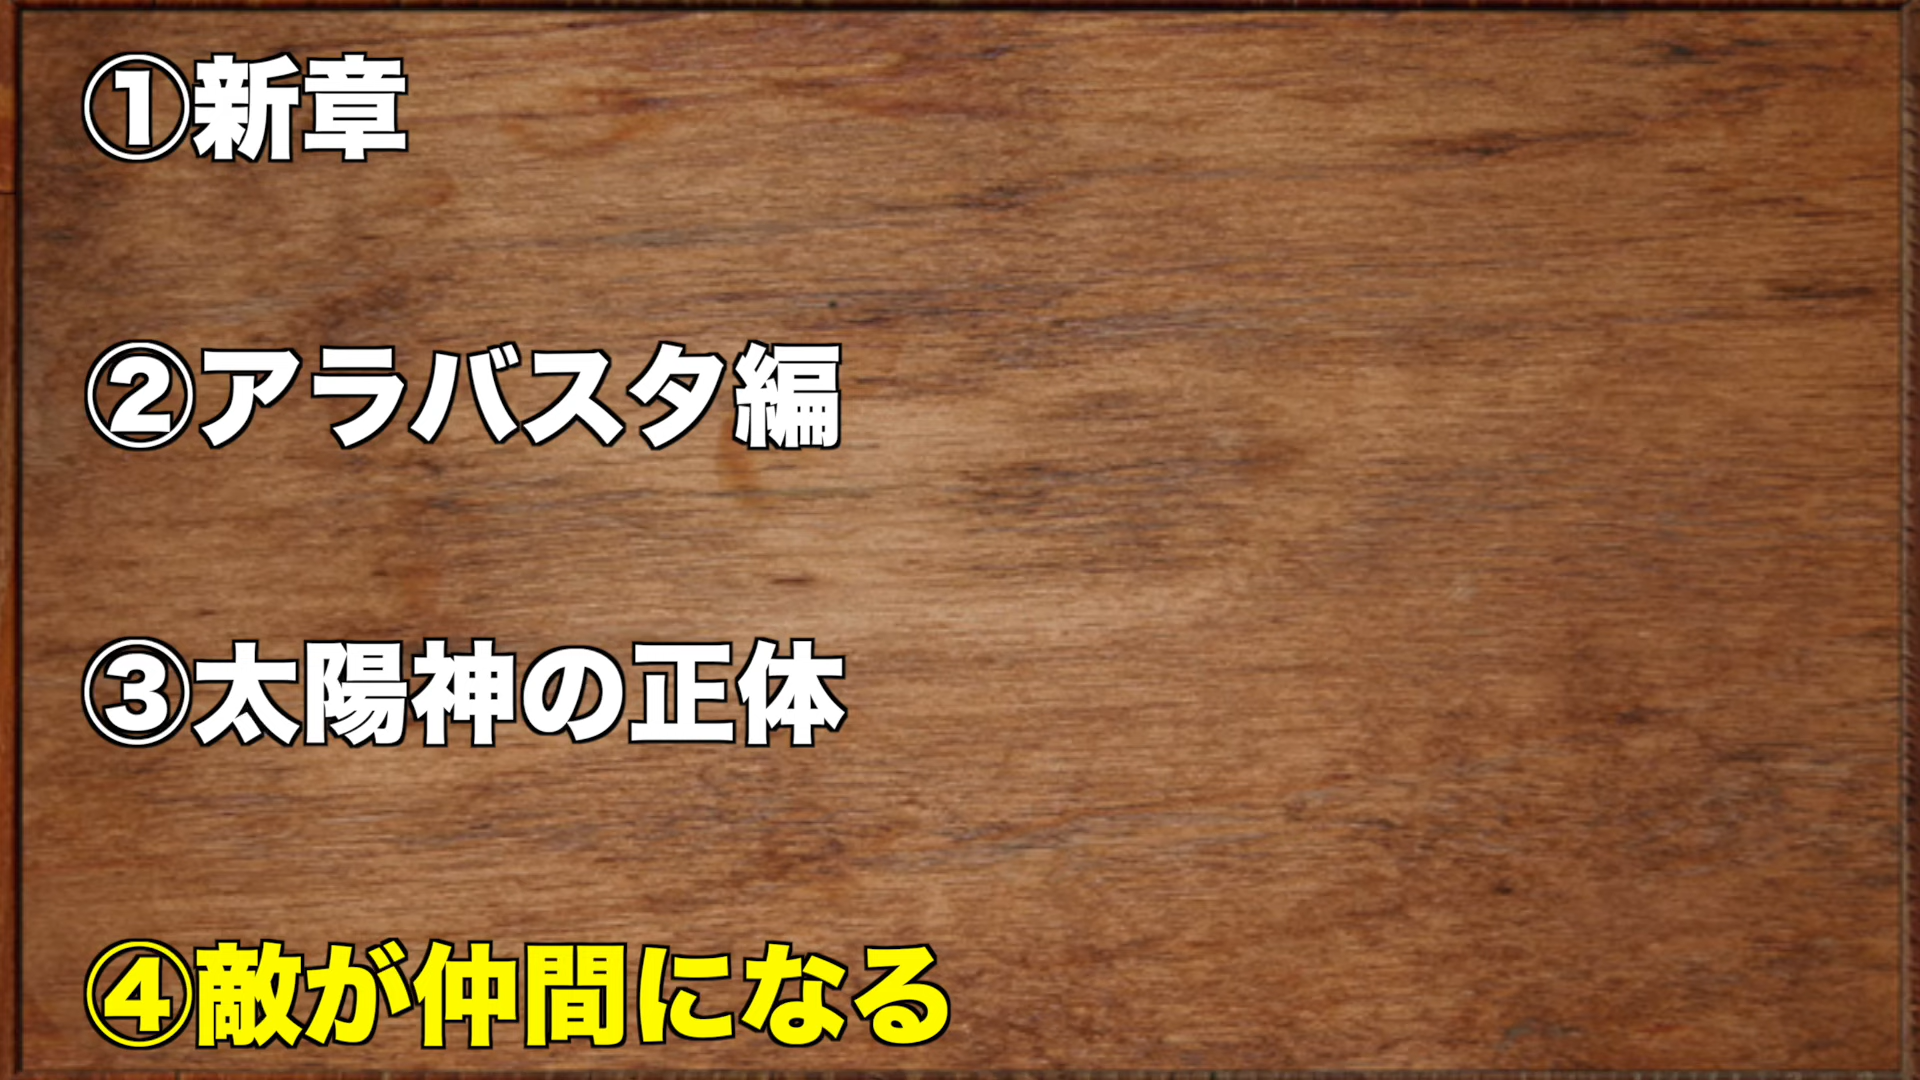 ①新章
②アラバスタ編
③太陽神の正体
④敵が仲間になる